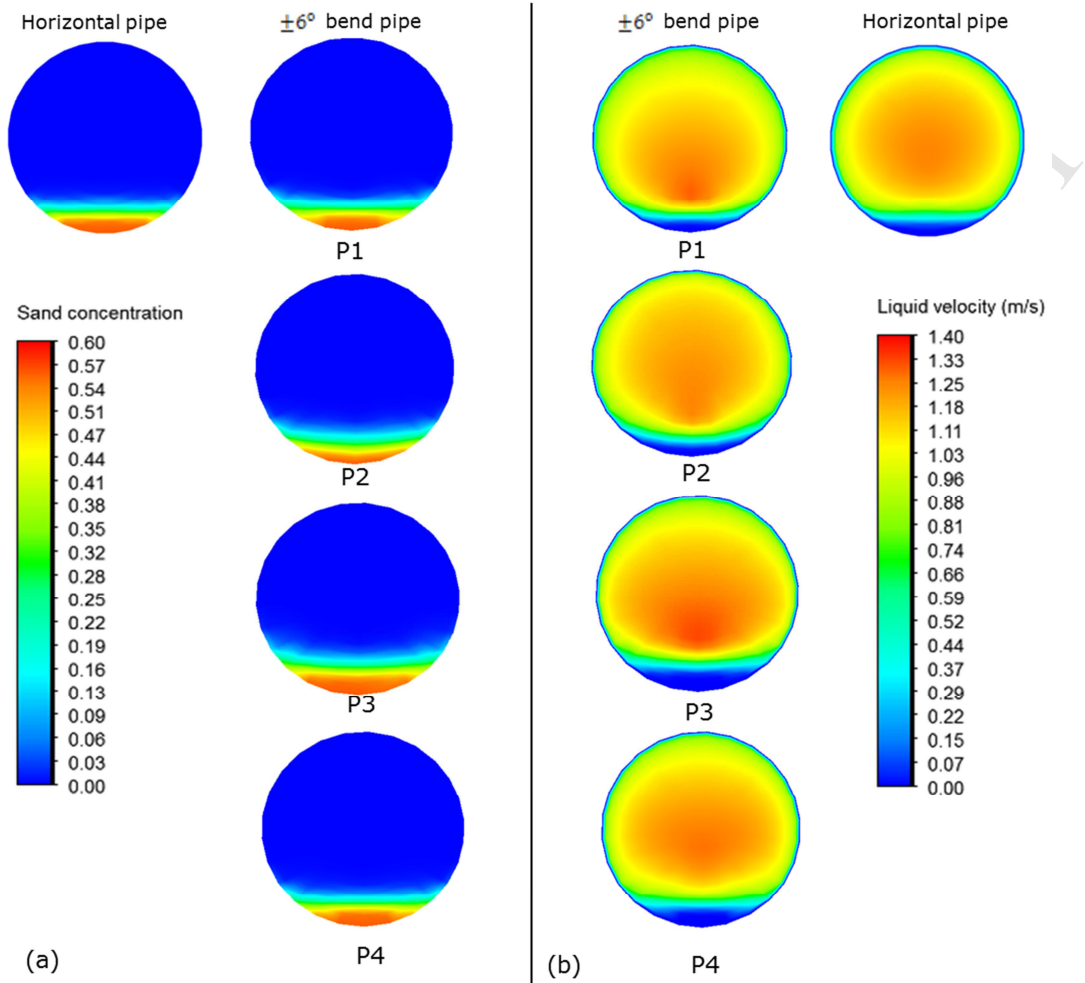 Horizontal pipe
±6° bend pipe
P1
Sand concentration
0.60
0.57
0.54
0.51
0.47
0.44
0.41
0.38
0.35
0.32
0.28
0.25
0.22
0.19
0.16
0.13
0.09
0.06
0.03
0.00
P2
P3
P4
(a)
±6° bend pipe
Horizontal pipe
P1
P2
P3
P4
Liquid velocity (m/s)
1.40
1.33
1.25
1.18
1.11
1.03
0.96
0.88
0.81
0.74
0.66
0.59
0.52
0.44
0.37
0.29
0.22
0.15
0.07
0.00
(b)